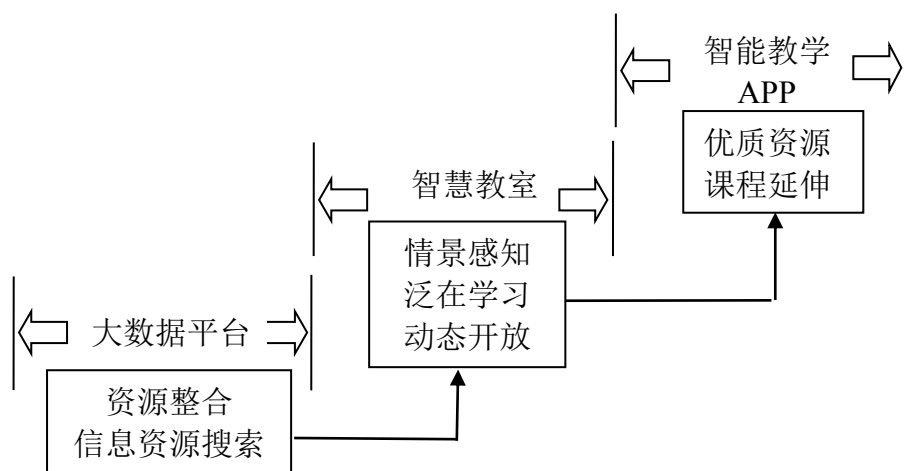 智能教学
APP
优质资源
课程延伸
智慧教室
情景感知
泛在学习
动态开放
大数据平台
资源整合
信息资源搜索